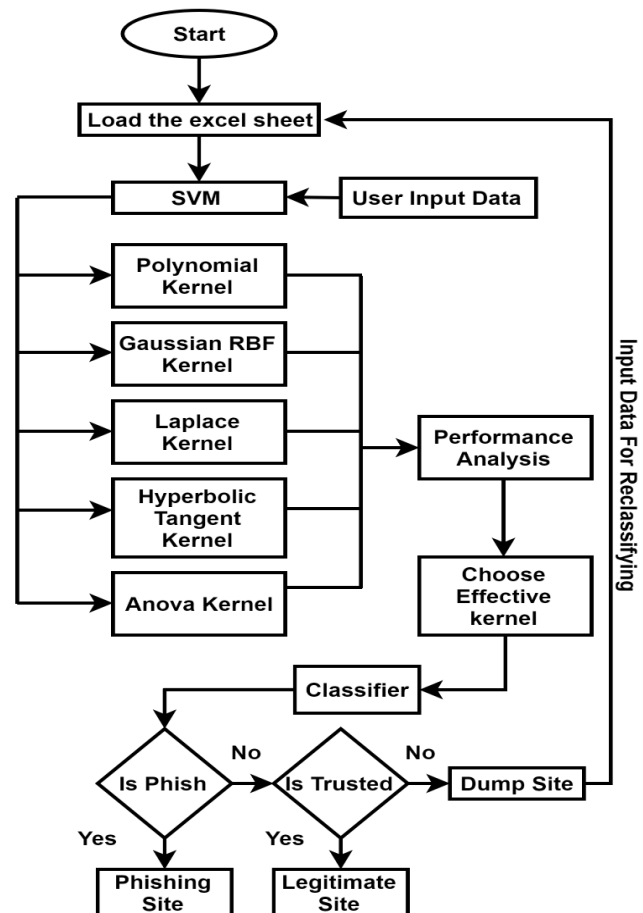 Start
Load the excel sheet
SVM
User Input Data
Polynomial
Kernel
Gaussian RBF
Kernel
Laplace
Kernel
Hyperbolic
Tangent
Kernel
Anova Kernel
Performance
Analysis
Choose
Effective
kernel
Input Data For Reclassifying
Classifier
Is Phish
No
Is Trusted
No
Dump Site
Yes
Yes
Phishing
Site
Legitimate
Site